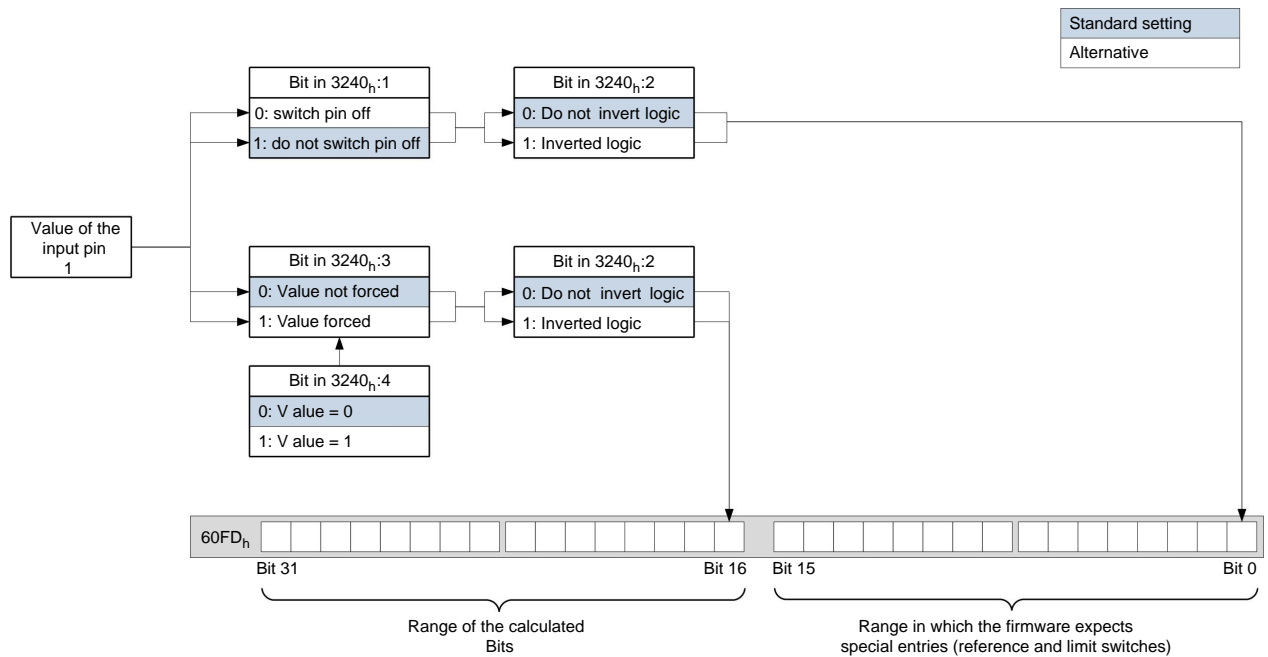 Standard setting
Alternative
Bit in 3240h:1
0: switch pin off
1: do not switch pin off
Bit in 3240h:2
0: Do not invert logic
1: Inverted logic
Value of the
input pin
1
Bit in 3240h:3
0: Value not forced
1: Value forced
Bit in 3240h:2
0: Do not invert logic
1: Inverted logic
Bit in 3240h:4
0: V alue = 0
1: V alue = 1
60FDh
Bit 31
Bit 16
Bit 15
Bit 0
Range of the calculated
Bits
Range in which the firmware expects
special entries (reference and limit switches)